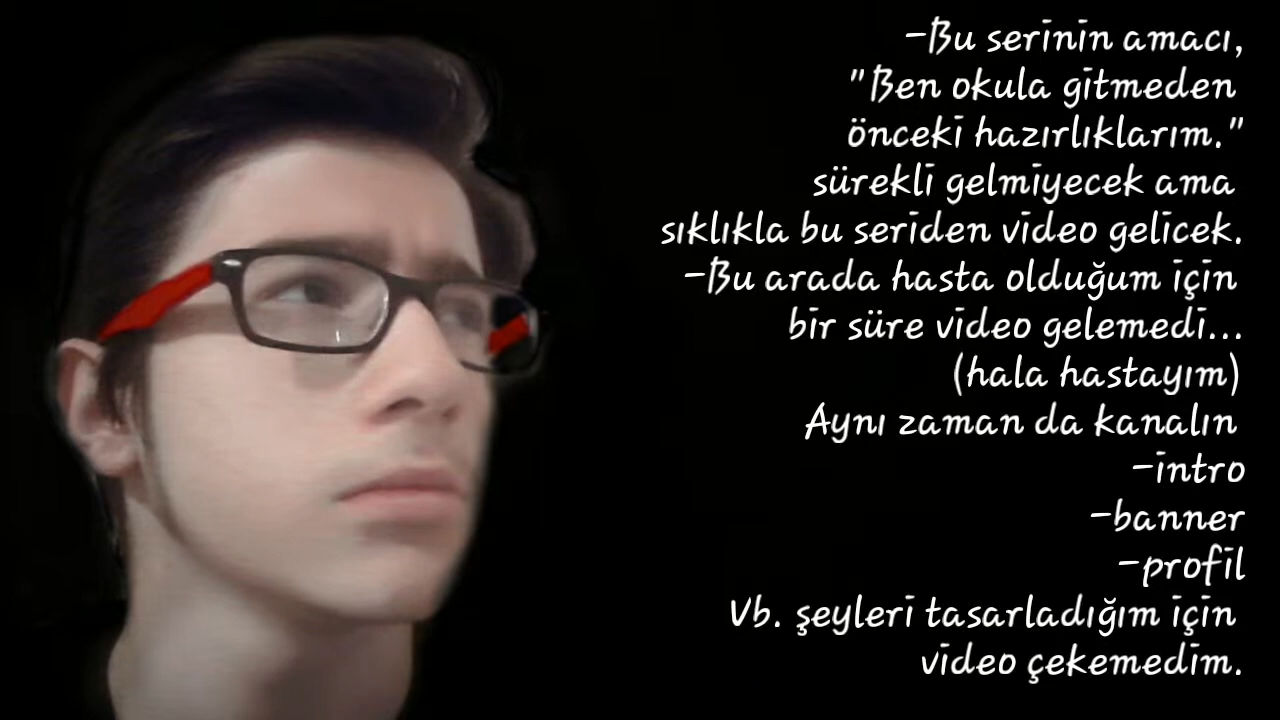 -Bu serinin amacı,
"Ben okula gitmeden
önceki hazırlıklarım."
sürekli gelmiyecek ama
sıklıkla bu seriden video gelicek.
-Bu arada hasta olduğum için
bir süre video gelemedi...
(hala hastayım)
Aynı zaman da kanalın
-intro
-banner
-profil
Vb. şeyleri tasarladığım için
video çekemedim.